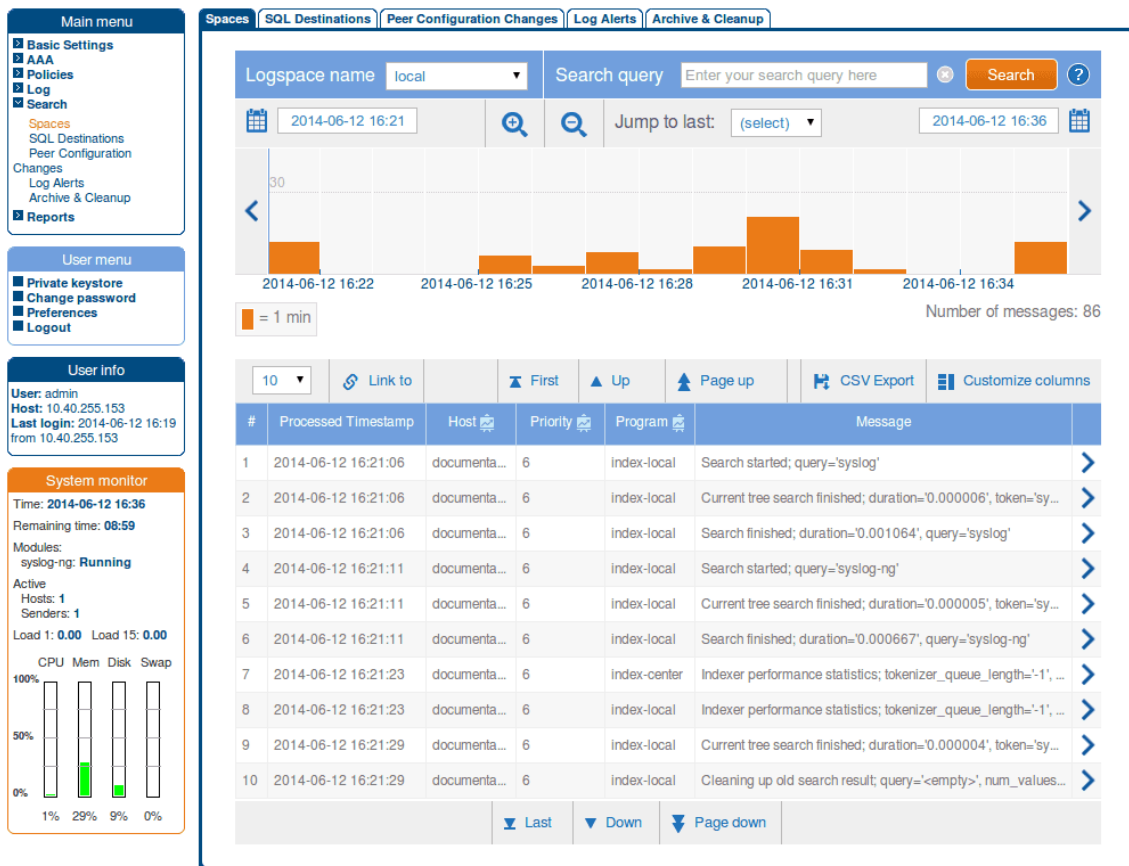 Main menu
Basic Settings
AAA
Policies
Log
Search
Spaces
SQL Destinations
Peer Configuration
Changes
Log Alerts
Archive & Cleanup
Reports
User menu
Private keystore
Change password
Preferences
Logout
User info
User: admin
Host: 10.40.255.153
Last login: 2014-06-12 16:19
from 10.40.255.153
System monitor
Time: 2014-06-12 16:36
Remaining time: 08:59
Modules:
syslog-ng: Running
Active
Hosts: 1
Senders: 1
Load 1: 0.00 Load 15: 0.00
CPU Mem Disk Swap
100%
50%
0%
1% 29% 9% 0%
Spaces SQL Destinations Peer Configuration Changes Log Alerts Archive & Cleanup
Logspace name local Search query Enter your search query here Search ?
2014-06-12 16:21 Jump to last: (select) 2014-06-12 16:36
30
2014-06-12 16:22 2014-06-12 16:25 2014-06-12 16:28 2014-06-12 16:31 2014-06-12 16:34
= 1 min Number of messages: 86
10 Link to First Up Page up CSV Export Customize columns
# Processed Timestamp Host Priority Program Message
1 2014-06-12 16:21:06 documenta... 6 index-local Search started; query='syslog'
2 2014-06-12 16:21:06 documenta... 6 index-local Current tree search finished; duration='0.000006', token='sy...
3 2014-06-12 16:21:06 documenta... 6 index-local Search finished; duration='0.001064', query='syslog'
4 2014-06-12 16:21:11 documenta... 6 index-local Search started; query='syslog-ng'
5 2014-06-12 16:21:11 documenta... 6 index-local Current tree search finished; duration='0.000005', token='sy...
6 2014-06-12 16:21:11 documenta... 6 index-local Search finished; duration='0.000667', query='syslog-ng'
7 2014-06-12 16:21:23 documenta... 6 index-center Indexer performance statistics; tokenizer_queue_length='-1', ...
8 2014-06-12 16:21:23 documenta... 6 index-local Indexer performance statistics; tokenizer_queue_length='-1', ...
9 2014-06-12 16:21:29 documenta... 6 index-local Current tree search finished; duration='0.000004', token='sy...
10 2014-06-12 16:21:29 documenta... 6 index-local Cleaning up old search result; query='<empty>', num_values...
Last Down Page down